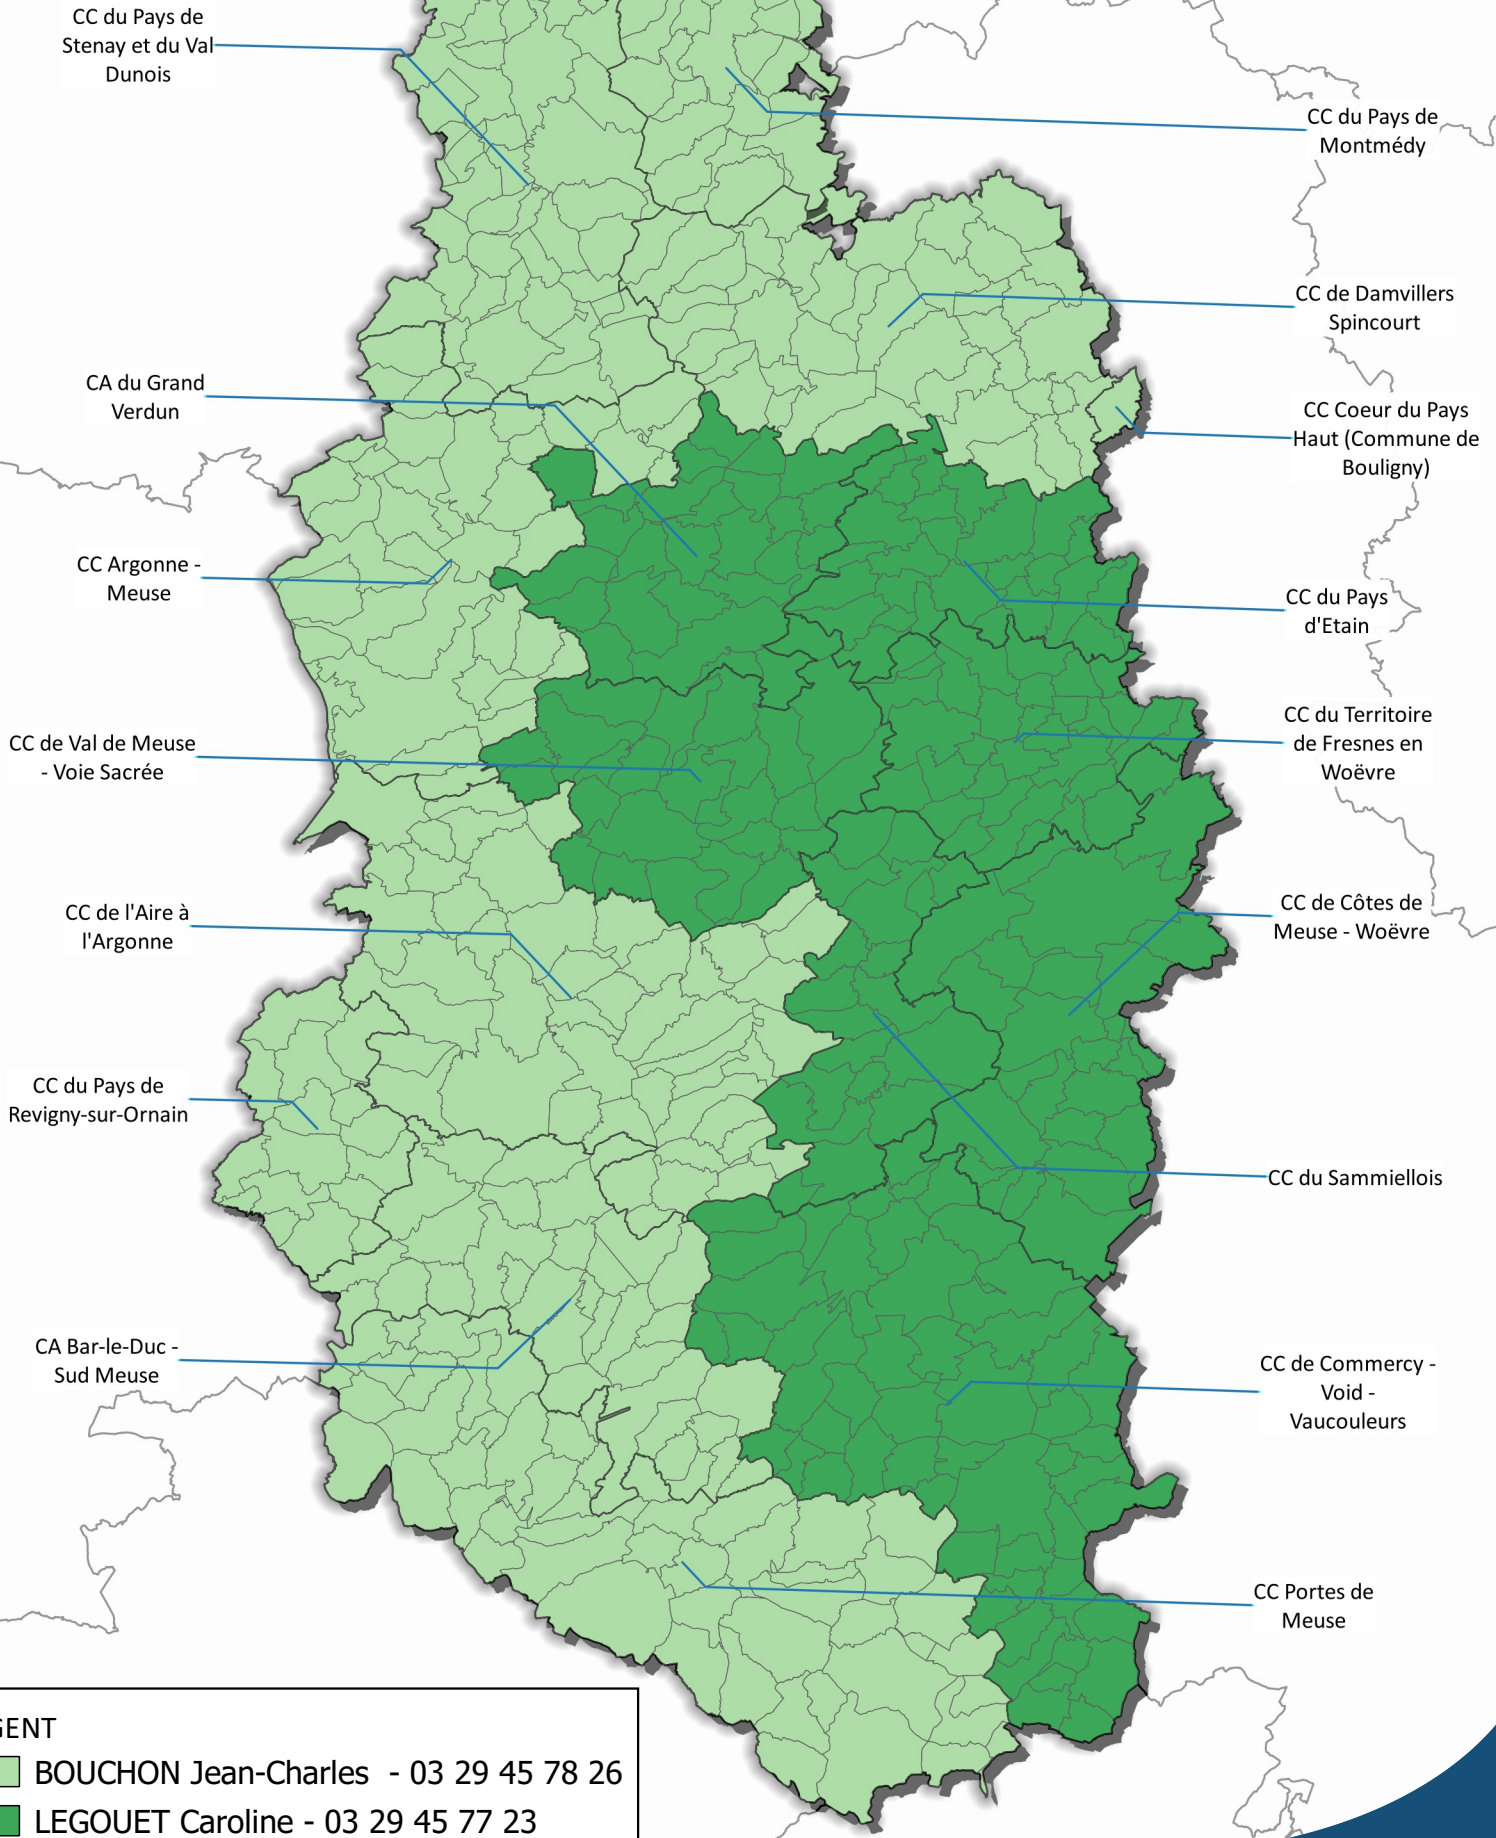 CC du Pays de
Stenay et du Val
Dunois
CC du Pays de
Montmédy
CC de Damvillers
Spincourt
CA du Grand
Verdun
CC Coeur du Pays
Haut (Commune de
Bouligny)
CC Argonne -
Meuse
CC du Pays
d'Etain
CC de Val de Meuse
- Voie Sacrée
CC du Territoire
de Fresnes en
Woëvre
CC de l'Aire à
l'Argonne
CC de Côtes de
Meuse - Woëvre
CC du Pays de
Revigny-sur-Ornain
CC du Sammiellois
CA Bar-le-Duc -
Sud Meuse
CC de Commercy -
Void -
Vaucouleurs
CC Portes de
Meuse
GENT
BOUCHON Jean-Charles - 03 29 45 78 26
LEGOUET Caroline - 03 29 45 77 23